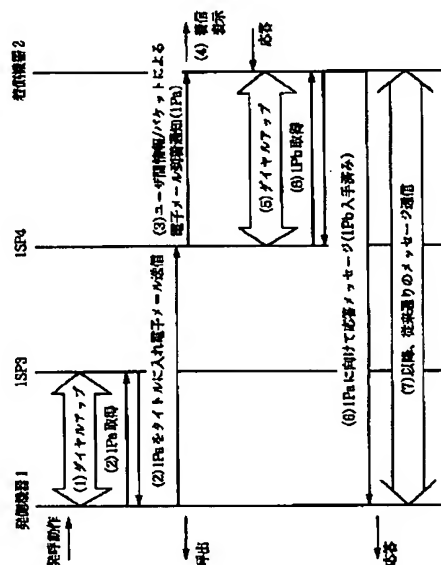 発側機器1
ISP3
ISP4
着側機器2
発呼動作
(1)ダイヤルアップ
(2)IPa取得
(2)IPaをタイトルに入れ電子メール送信
呼出
(3)ユーザ間情報/パケットによる
電子メール到着通知(IPa)
(4) 着信
表示
応答
(5)ダイヤルアップ
(8)IPb取得
(6)IPaに向けて応答メッセージ(IPb入手済み)
応答
(7)以降、従来通りのメッセージ通信